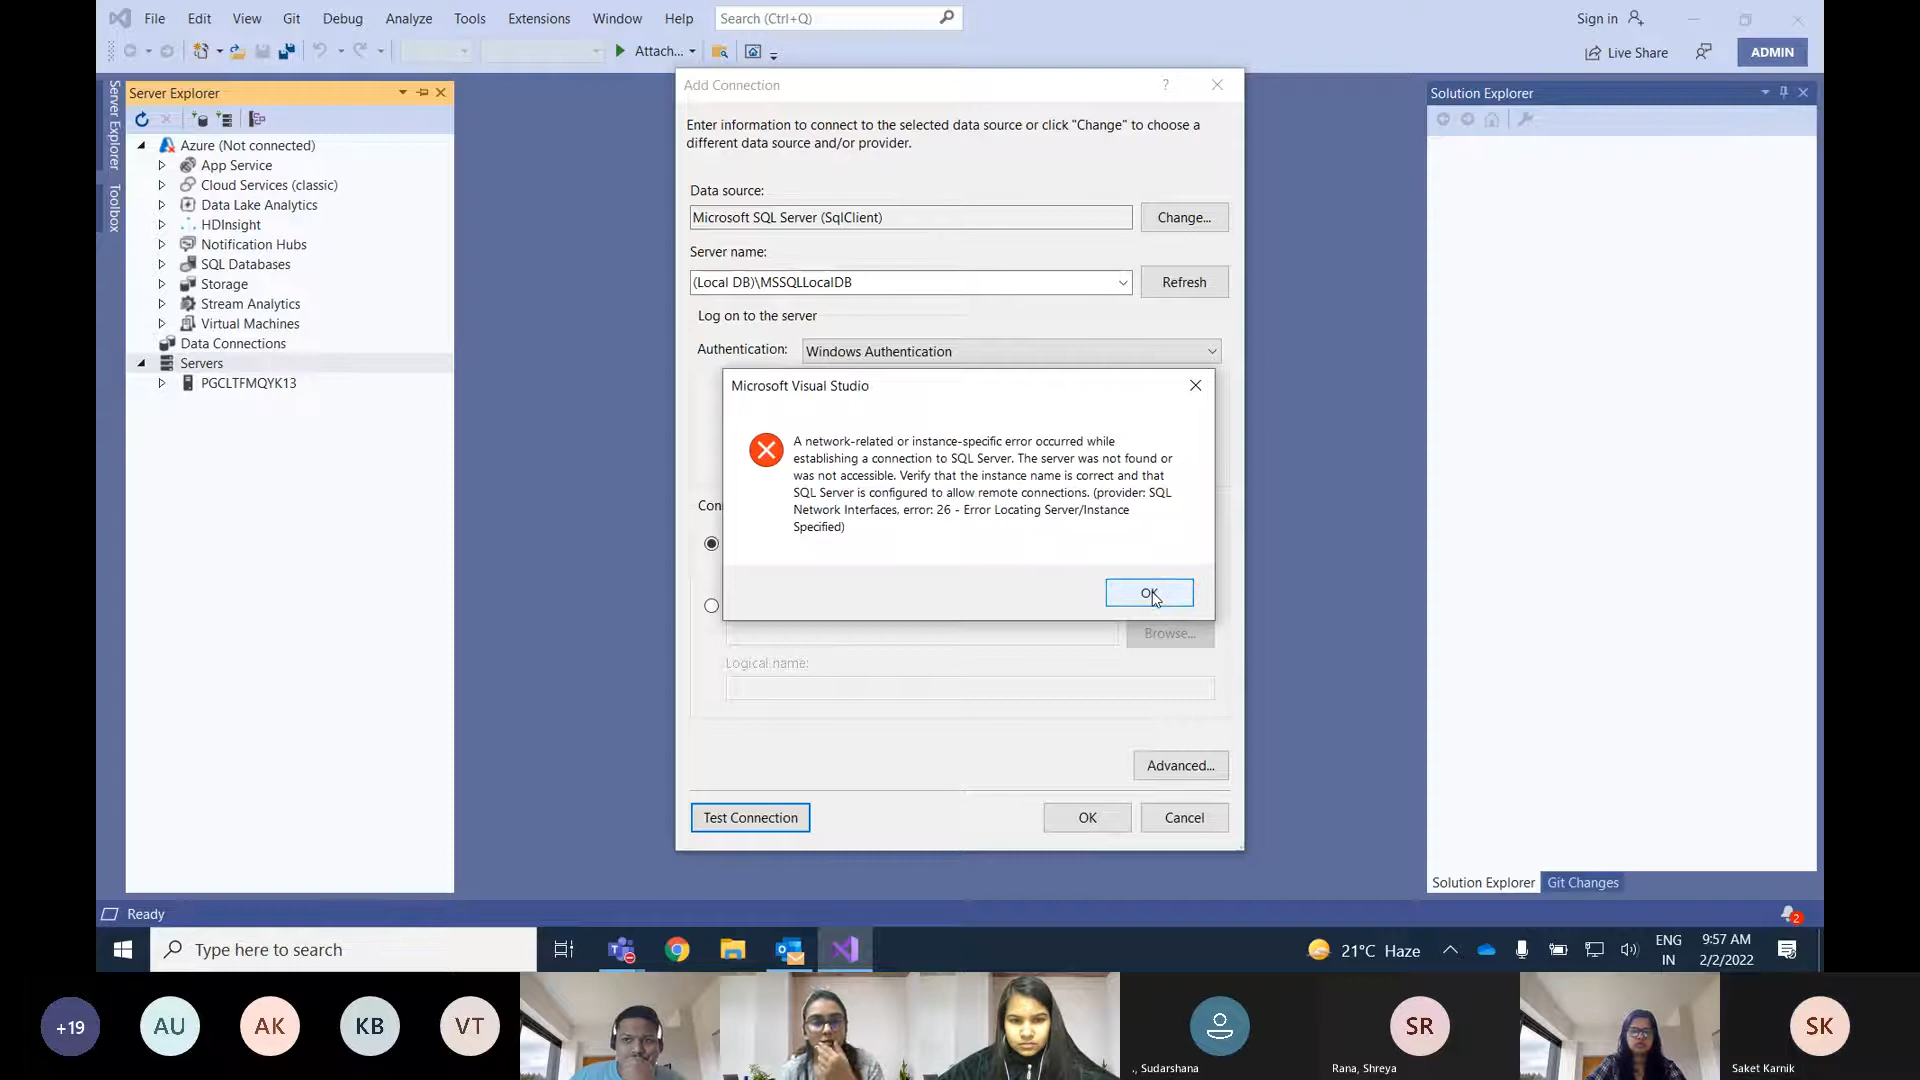 File Edit View Git Debug Analyze Tools Extensions Window Help Search (Ctrl+Q) Sign in
Attach... Live Share ADMIN
Server Explorer
Toolbox
Server Explorer
Azure (Not connected)
App Service
Cloud Services (classic)
Data Lake Analytics
HDInsight
Notification Hubs
SQL Databases
Storage
Stream Analytics
Virtual Machines
Data Connections
Servers
PGCLTFMQYK13
Add Connection ?
Enter information to connect to the selected data source or click "Change" to choose a
different data source and/or provider.
Data source:
Microsoft SQL Server (SqlClient) Change...
Server name:
(Local DB)\MSSQLLocalDB Refresh
Log on to the server
Authentication: Windows Authentication
Microsoft Visual Studio
A network-related or instance-specific error occurred while
establishing a connection to SQL Server. The server was not found or
was not accessible. Verify that the instance name is correct and that
SQL Server is configured to allow remote connections. (provider: SQL
Network Interfaces, error: 26 - Error Locating Server/Instance
Specified)
OK
Con
Browse...
Logical name:
Advanced...
Test Connection OK Cancel
Solution Explorer
Solution Explorer Git Changes
Ready 2
Type here to search
21°C Haze
ENG
IN
9:57 AM
2/2/2022
+19 AU AK KB VT SR SK
., Sudarshana Rana, Shreya Saket Karnik